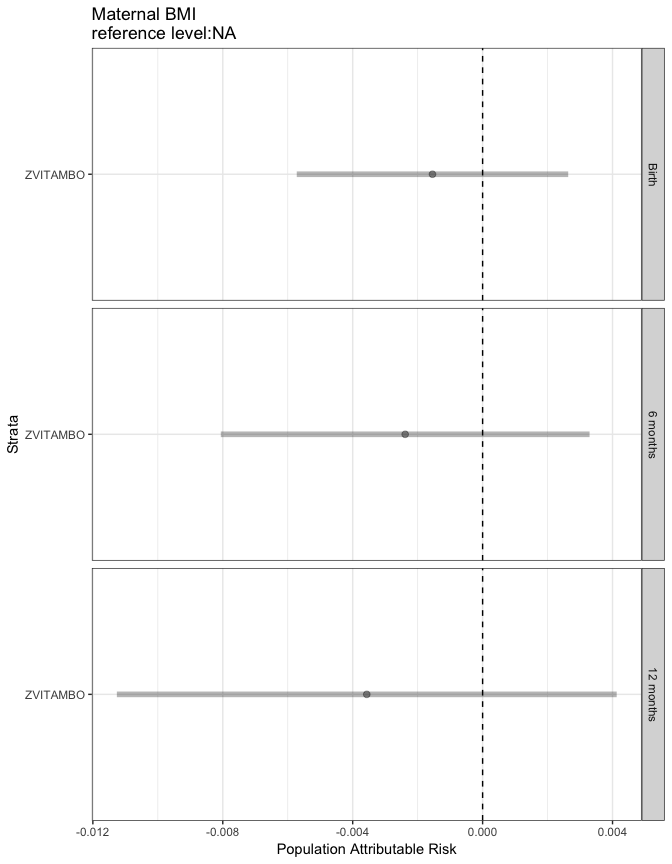 Maternal BMI
reference level:NA
ZVITAMBO
Birth
Strata
ZVITAMBO
6 months
ZVITAMBO
12 months
-0.012 -0.008 -0.004 0.000 0.004
Population Attributable Risk